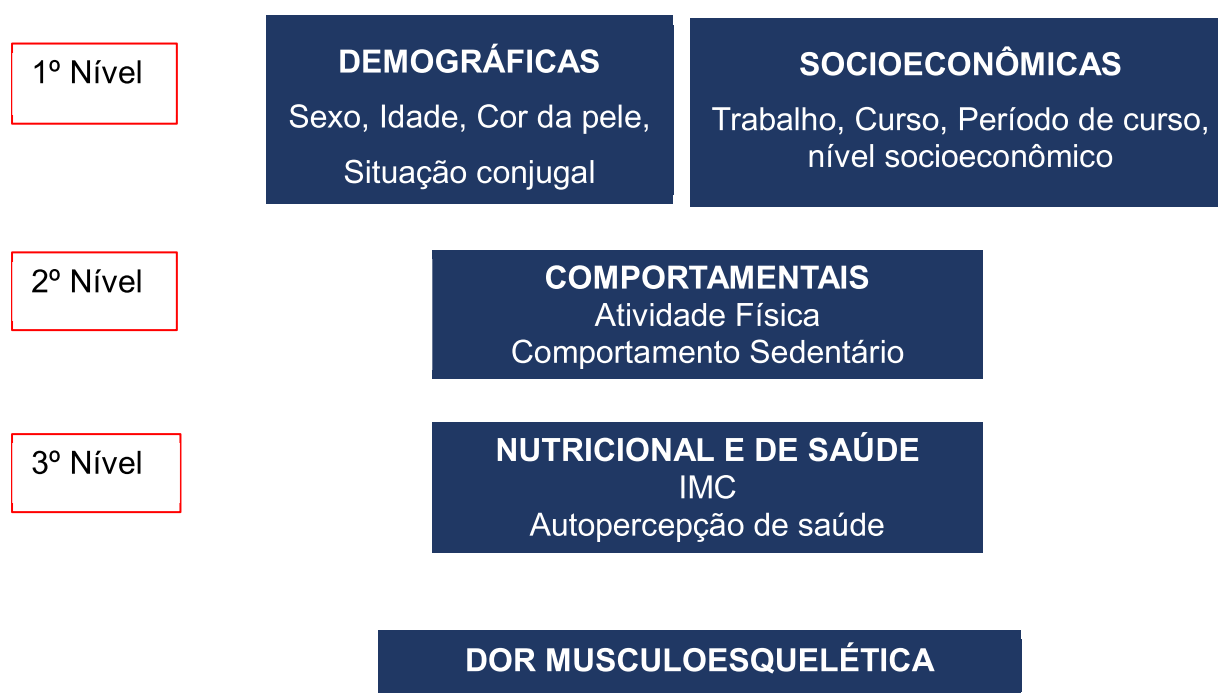 1º Nível
DEMOGRÁFICAS
Sexo, Idade, Cor da pele,
Situação conjugal
SOCIOECONÔMICAS
Trabalho, Curso, Período de curso,
nível socioeconômico
2º Nível
COMPORTAMENTAIS
Atividade Física
Comportamento Sedentário
3º Nível
NUTRICIONAL E DE SAÚDE
IMC
Autopercepção de saúde
DOR MUSCULOESQUELÉTICA